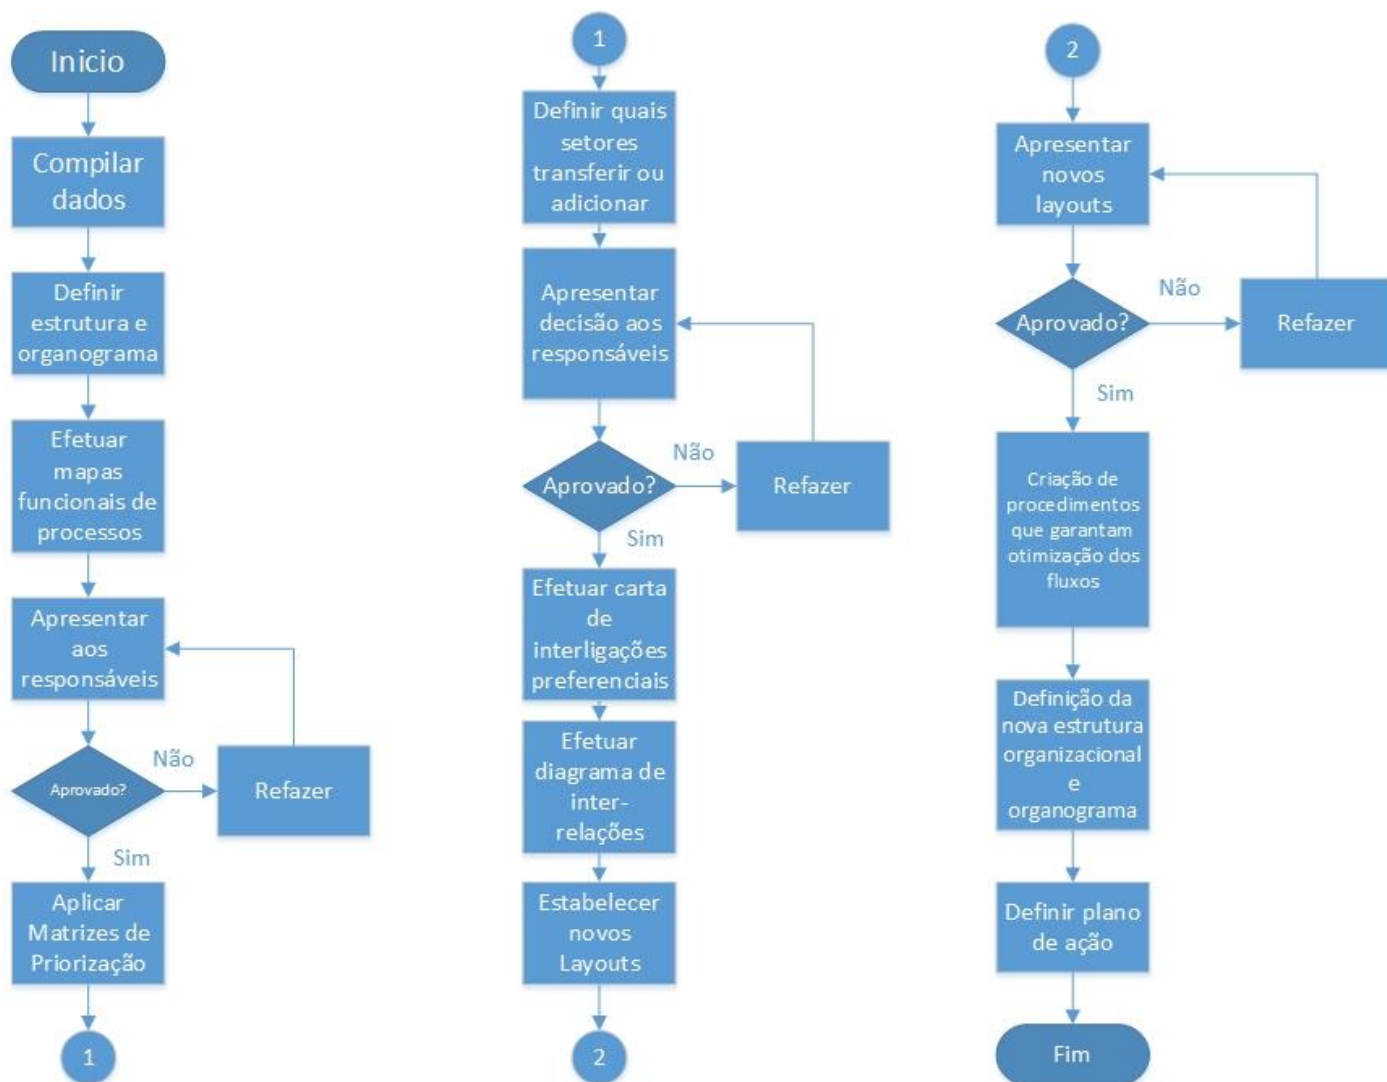 Inicio
Compilar
dados
Definir
estrutura e
organograma
Efetuar
mapas
funcionais de
processos
Apresentar
aos
responsáveis
Aprovado?
Não
Refazer
Sim
Aplicar
Matrizes de
Priorização
1
1
Definir quais
setores
transferir ou
adicionar
Apresentar
decisão aos
responsáveis
Aprovado?
Não
Refazer
Sim
Efetuar carta
de
interligações
preferenciais
Efetuar
diagrama de
inter-
relações
Estabelecer
novos
Layouts
2
2
Apresentar
novos
layouts
Aprovado?
Não
Refazer
Sim
Criação de
procedimentos
que garantam
otimização dos
fluxos
Definição da
nova estrutura
organizacional
e
organograma
Definir plano
de ação
Fim